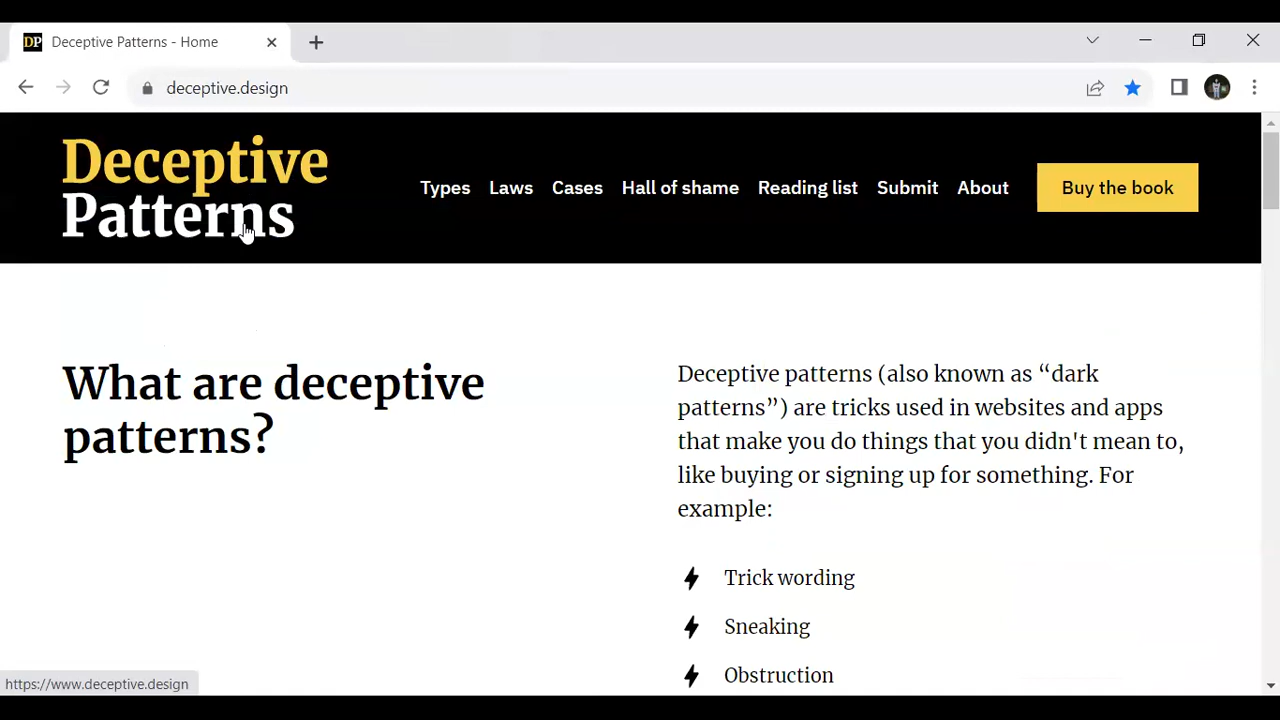 DP Deceptive Patterns - Home
deceptive.design
Deceptive
Patterns
Types Laws Cases Hall of shame Reading list Submit About Buy the book
What are deceptive
patterns?
Deceptive patterns (also known as “dark
patterns”) are tricks used in websites and apps
that make you do things that you didn't mean to,
like buying or signing up for something. For
example:
Trick wording
Sneaking
Obstruction
https://www.deceptive.design